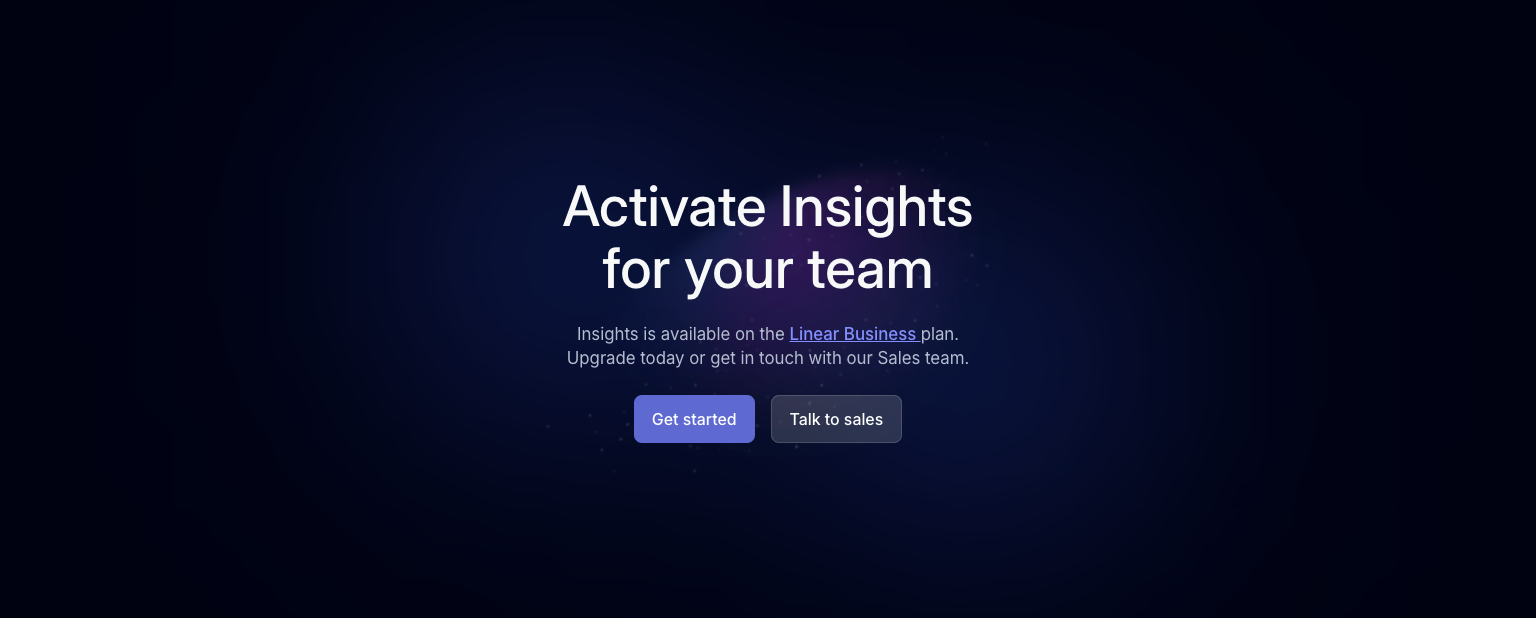 Activate Insights
for your team
Insights is available on the Linear Business plan.
Upgrade today or get in touch with our Sales team.
Get started
Talk to sales